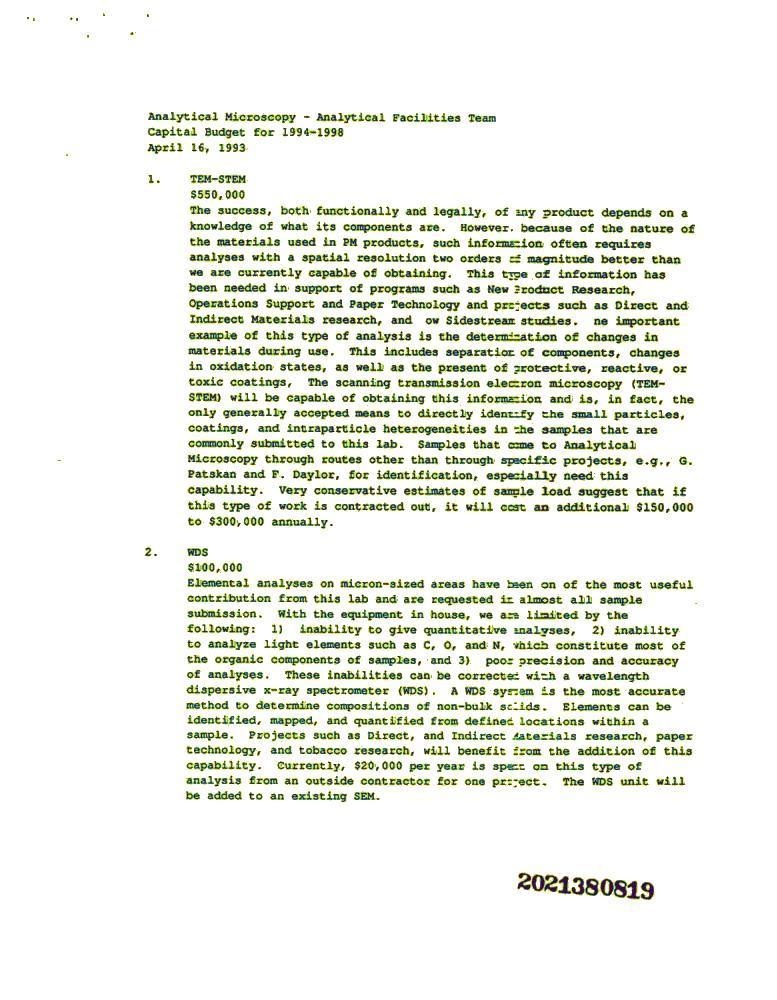 Analytical Microscopy - Analytical Facilities Team
Capital Budget for 1994-1998
April 16, 1993
1. TEM-STEM
$550,000
The success, both functionally and legally, of any product depends on a
knowledge of what its components are. However. because of the nature of
the materials used in PM products, such information often requires
analyses with a spatial resolution two orders of magnitude better than
we are currently capable of obtaining. This type of information has
been needed in support of programs such as New Product Research,
Operations Support and Paper Technology and projects such as Direct and
Indirect Materials research, and ow Sidestream studies. ne important
example of this type of analysis is the determination of changes in
materials during use. This includes separation of components, changes
in oxidation states, as well as the present of protective, reactive, or
toxic coatings, The scanning transmission electron microscopy (TEM-
STEM) will be capable of obtaining this information and is, in fact, the
only generally accepted means to directly identify the small particles,
coatings, and intraparticle heterogeneities in the samples that are
commonly submitted to this lab. Samples that come to Analytical
Microscopy through routes other than through specific projects, e.g., G.
Patskan and F. Daylor, for identification, especially need this
capability. Very conservative estimates of sample load suggest that if
this type of work is contracted out, it will cost an additional $150,000
to $300,000 annually.
2. WDS
$100,000
Elemental analyses on micron-sized areas have been on of the most useful
contribution from this lab and are requested in almost all sample
submission. With the equipment in house, we are limited by the
following: 1) inability to give quantitative analyses, 2) inability
to analyze light elements such as C, O, and N, which constitute most of
the organic components of samples, and 3) poor precision and accuracy
of analyses. These inabilities can be corrected with a wavelength
dispersive x-ray spectrometer (WDS). A WDS system is the most accurate
method to determine compositions of non-bulk solids. Elements can be
identified, mapped, and quantified from defined locations within a
sample. Projects such as Direct, and Indirect Materials research, paper
technology, and tobacco research, will benefit from the addition of this
capability. Currently, $20,000 per year is spent on this type of
analysis from an outside contractor for one project. The WDS unit will
be added to an existing SEM.
2021380819